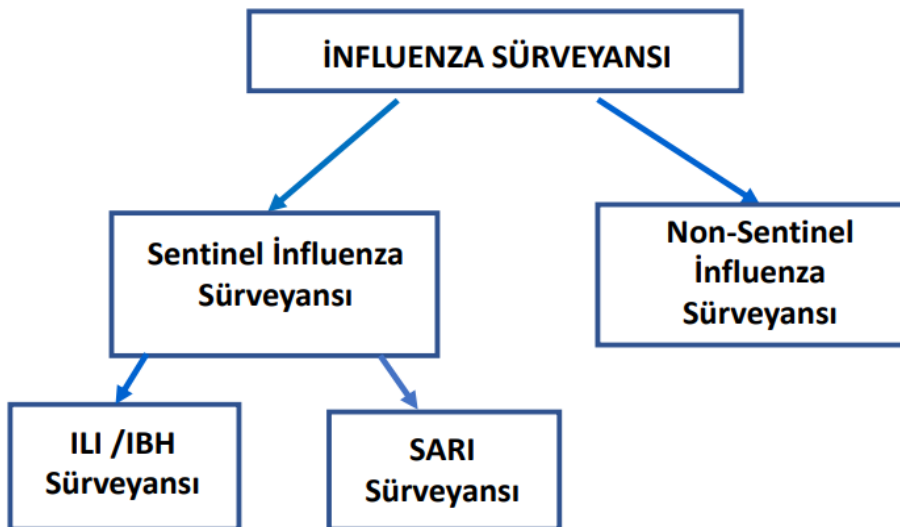 İNFLUENZA SÜRVEYANSI
Sentinel İnfluenza
Sürveyansı
Non-Sentinel
İnfluenza
Sürveyansı
ILI /IBH
Sürveyansı
SARI
Sürveyansı